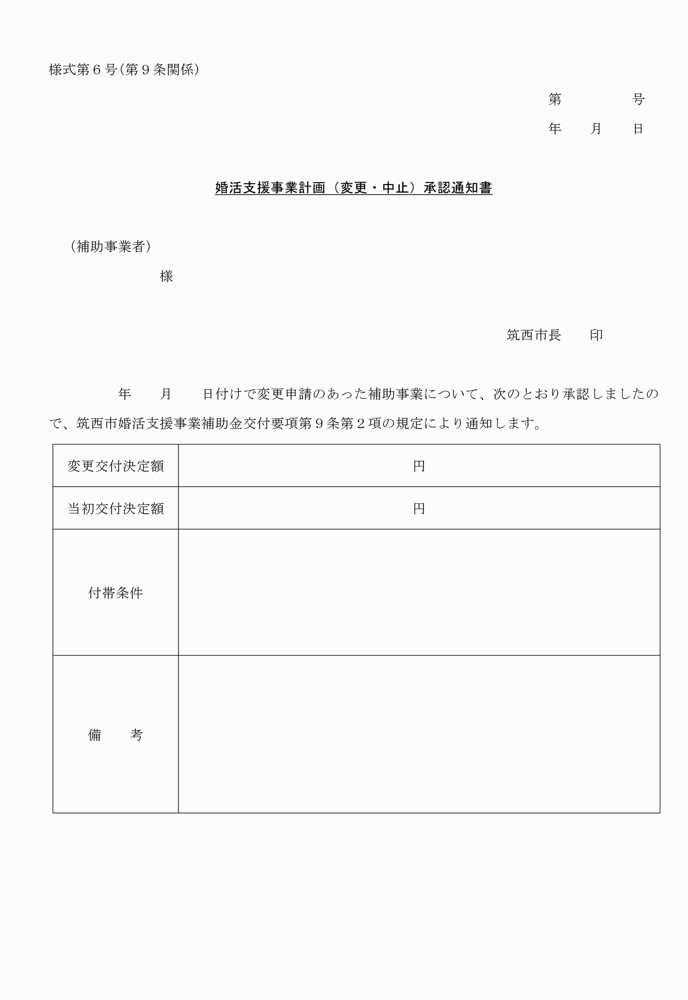 様式第６号（第９条関係）
第　　　　　号
年　　月　　日
婚活支援事業計画（変更・中止）承認通知書
（補助事業者）
様
筑西市長　　印
年　　月　　日付けで変更申請のあった補助事業について、次のとおり承認しましたの
で、筑西市婚活支援事業補助金交付要項第９条第２項の規定により通知します。
変更交付決定額　円
当初交付決定額　円
付帯条件
備　　考